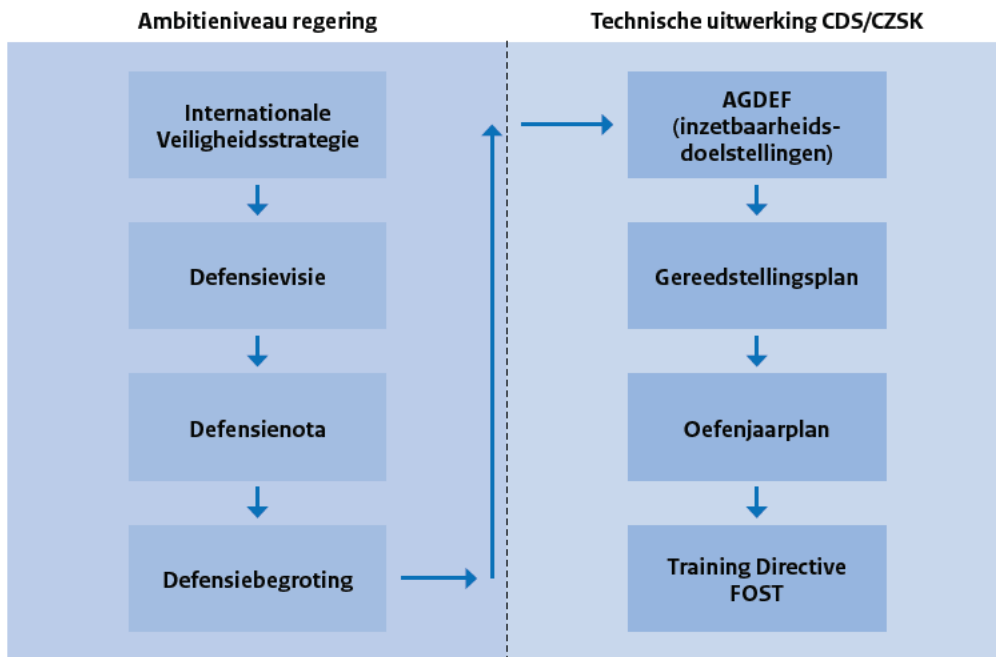 Ambitieniveau regering
Internationale
Veiligheidsstrategie
Defensievisie
Defensienota
Defensiebegroting
Technische uitwerking CDS/CZSK
AGDEF
(inzetbaarheids-
doelstellingen)
Gereedstellingsplan
Oefenjaarplan
Training Directive
FOST